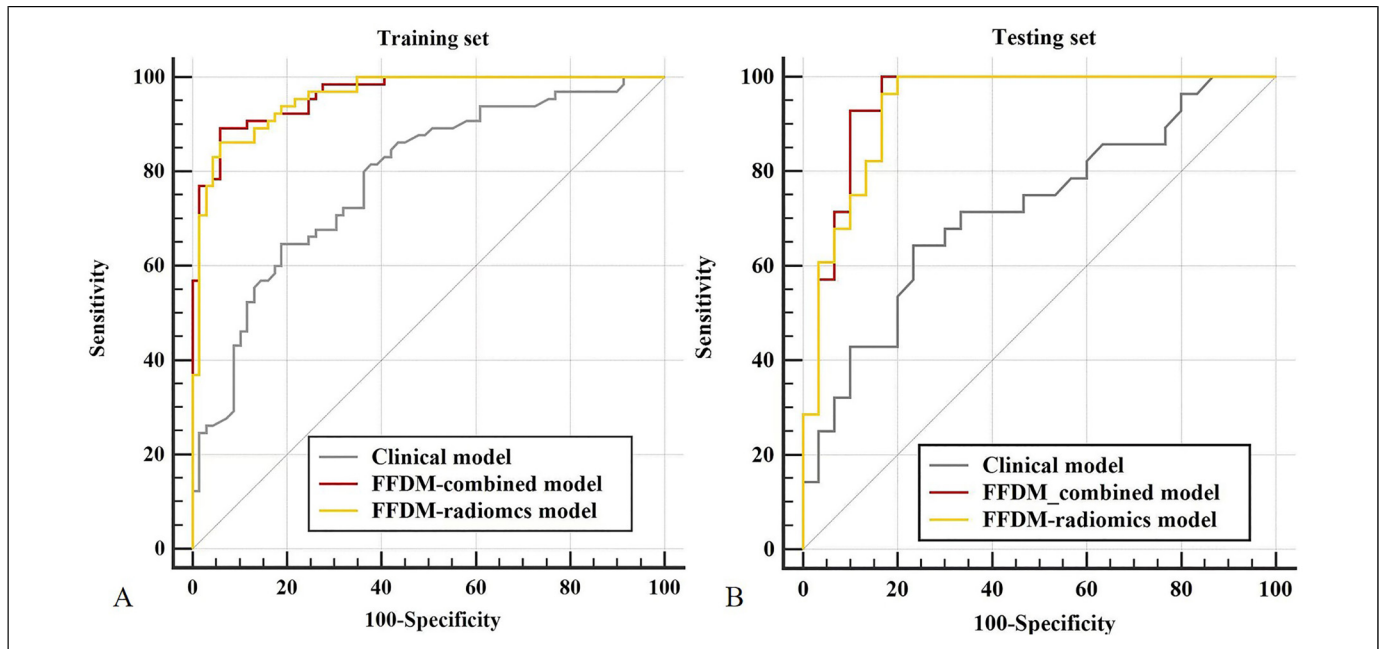 Training set
100
80
60
40
20
0
Sensitivity
Clinical model
FFDM-combined model
FFDM-radiomcs model
0 20 40 60 80 100
100-Specificity
A
Testing set
100
80
60
40
20
0
Sensitivity
Clinical model
FFDM_combined model
FFDM-radiomics model
0 20 40 60 80 100
100-Specificity
B